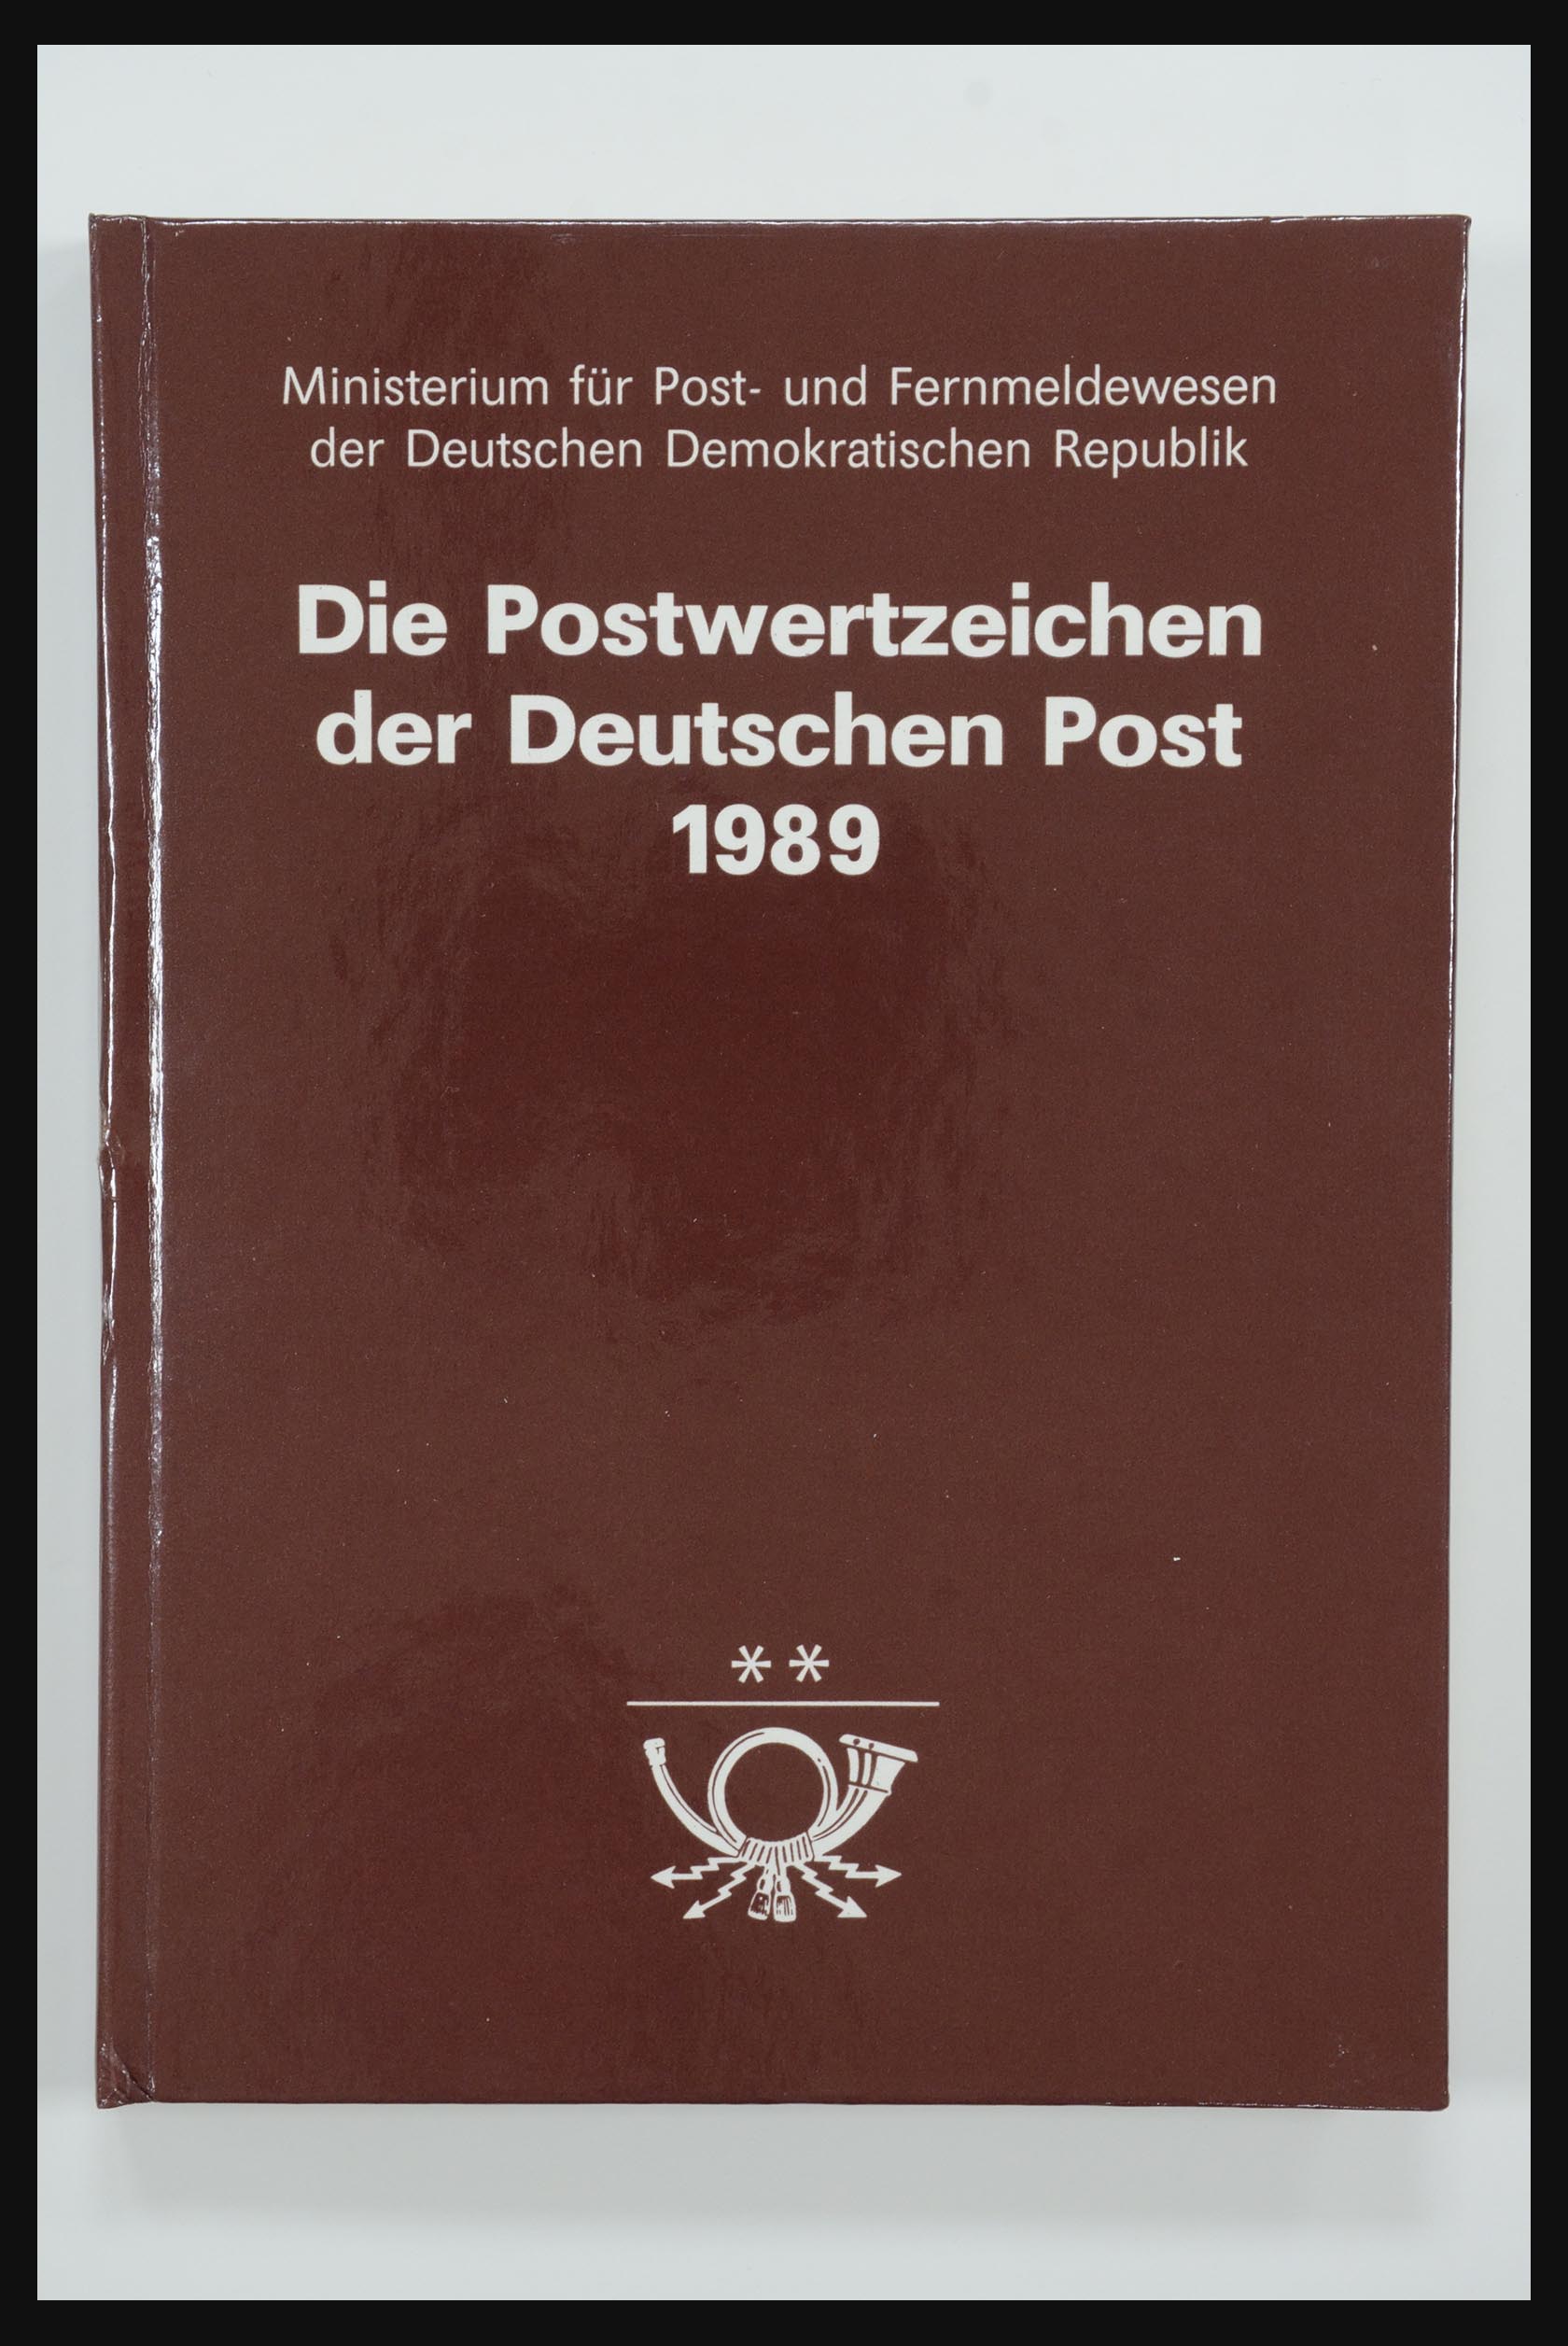 Ministerium für Post- und Fernmeldewesen
der Deutschen Demokratischen Republik
Die Postwertzeichen
der Deutschen Post
1989
**